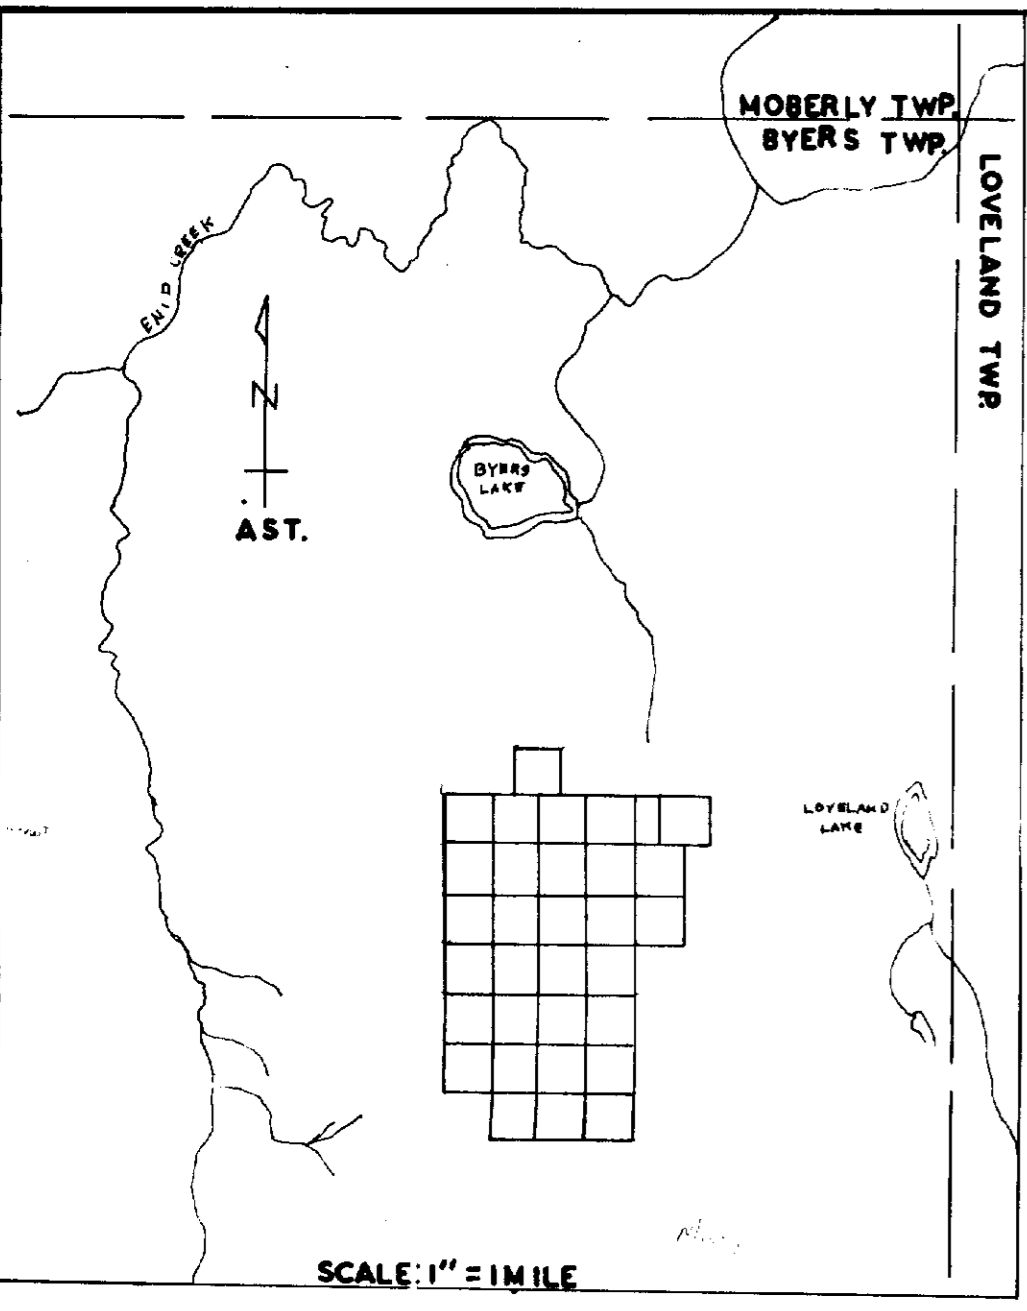 MOBERLY TWP.
BYERS TWP.
LOVELAND TWP.
ENID CREEK
N
AST.
BYERS
LAKE
LOVELAND
LAKE
SCALE: 1" = 1 MILE